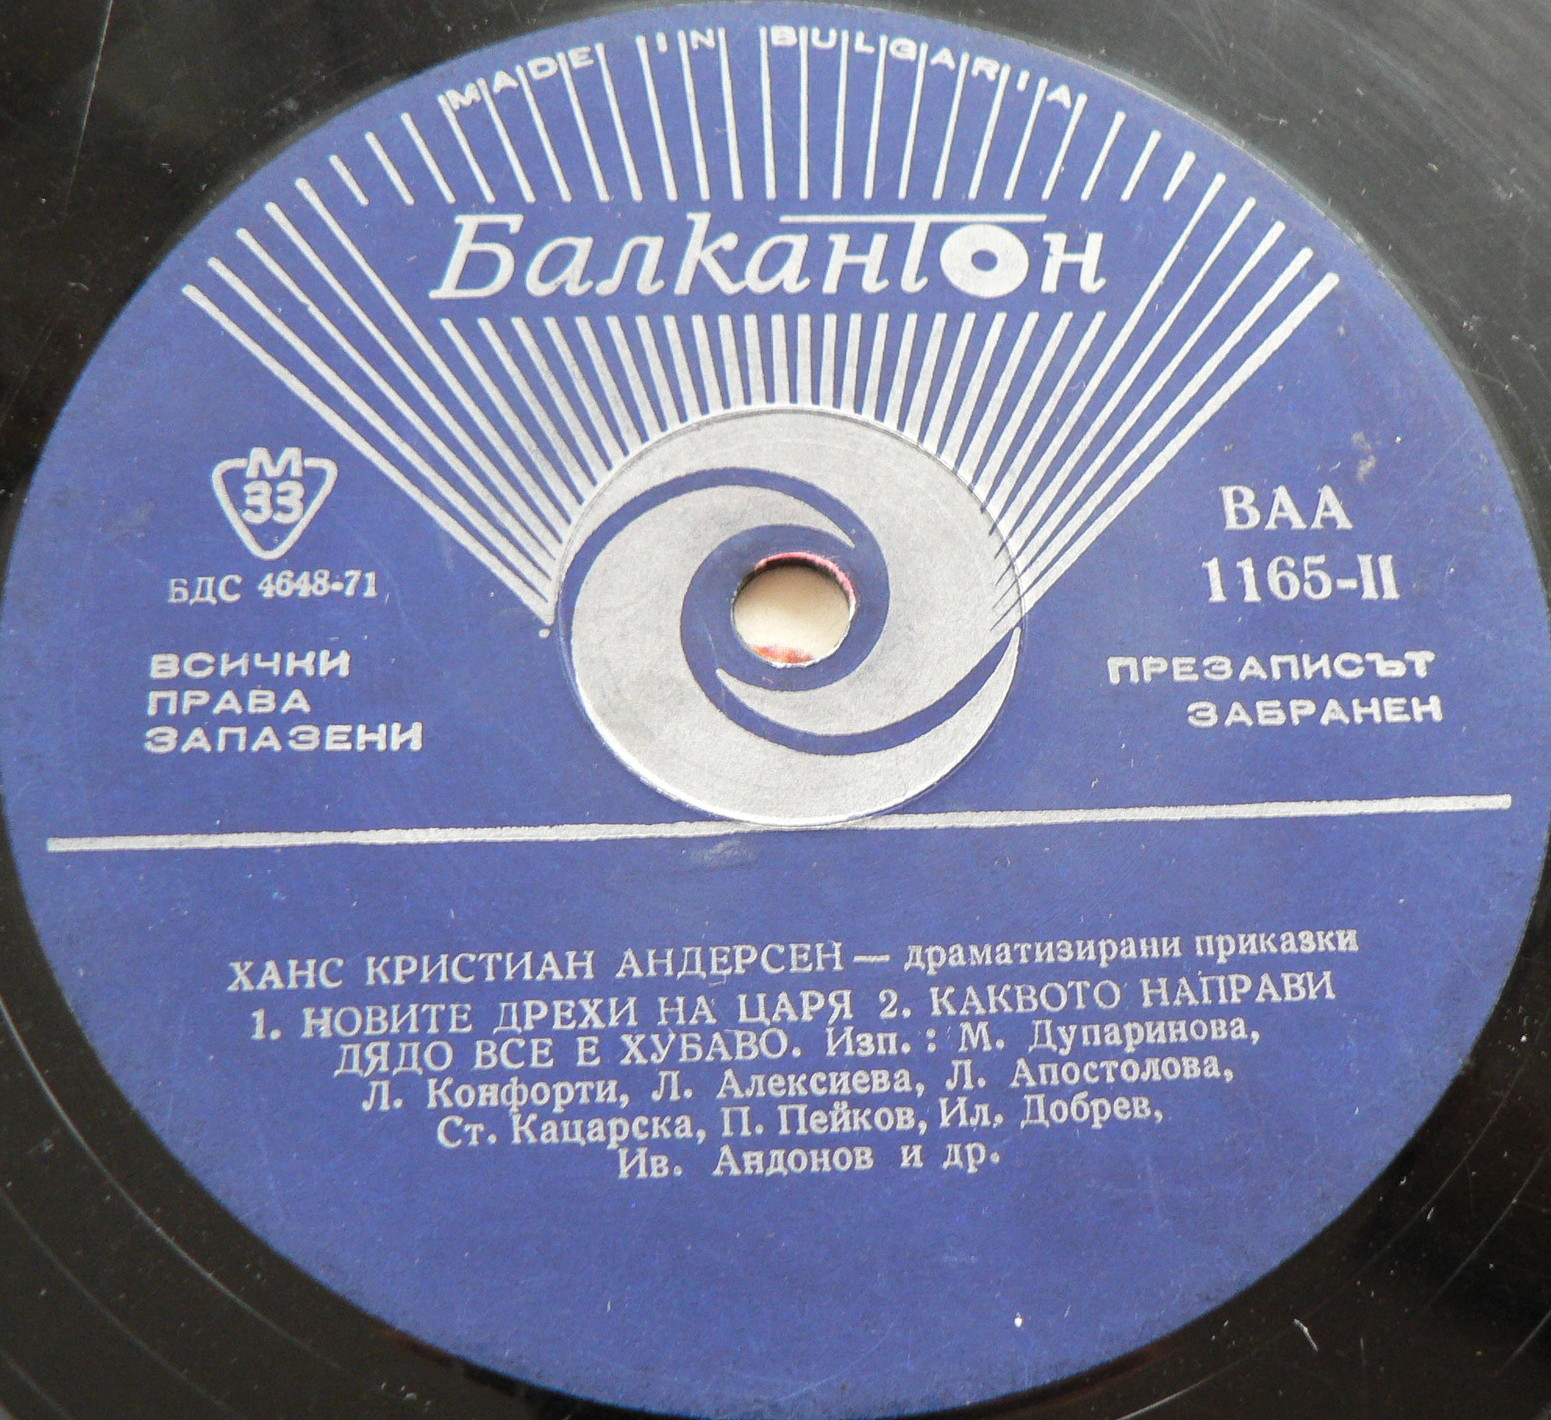 MADE IN BULGARIA
Балкантон
М
33
БДС 4648-71
ВСИЧКИ
ПРАВА
ЗАПАЗЕНИ
ВАА
1165-II
ПРЕЗАПИСЪТ
ЗАБРАНЕН
ХАНС КРИСТИАН АНДЕРСЕН — драматизирани приказки
1. НОВИТЕ ДРЕХИ НА ЦАРЯ 2. КАКВОТО НАПРАВИ
ДЯДО ВСЕ Е ХУБАВО. Изп. : М. Дупаринова,
Л. Конфорти, Л. Алексиева, Л. Апостолова,
Ст. Кацарска, П. Пейков, Ил. Добрев,
Ив. Андонов и др.